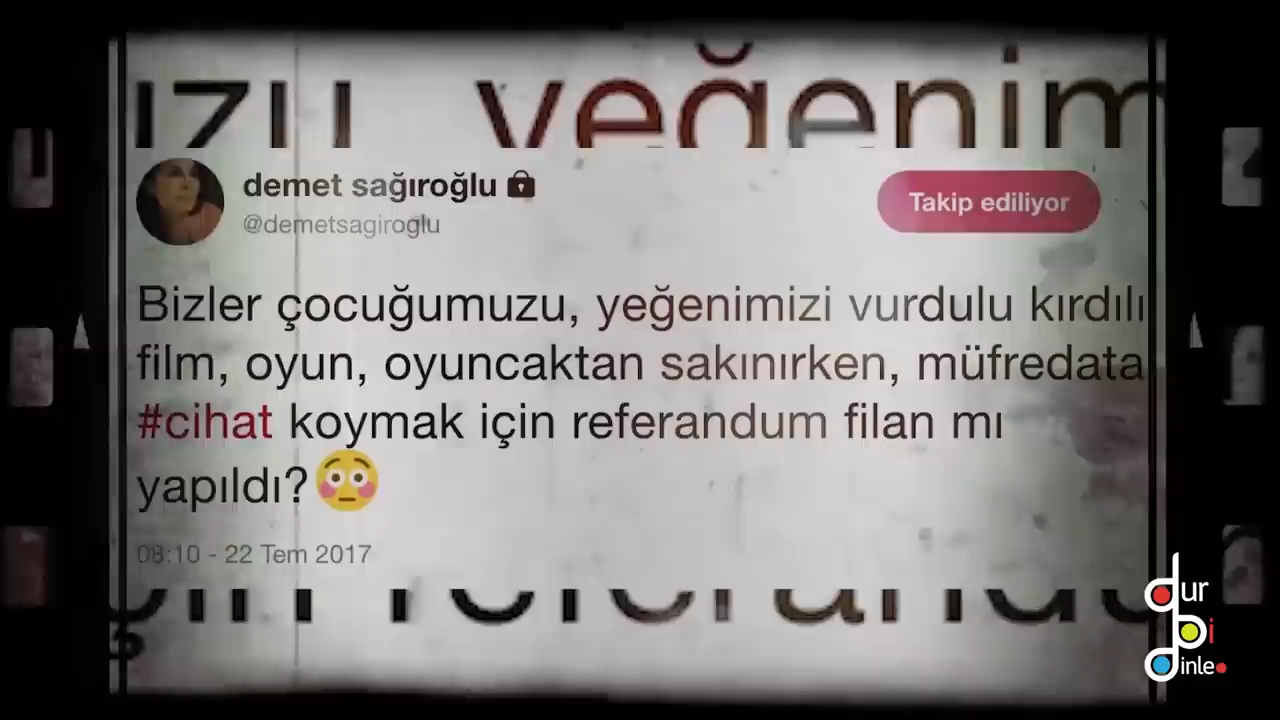 yeğenim
demet sağıroğlu
@demetsagiroglu
Takip ediliyor
Bizler çocuğumuzu, yeğenimizi vurdulu kırdılı
film, oyun, oyuncaktan sakınırken, müfredata
#cihat koymak için referandum filan mı
yapıldı?😳
08:10 - 22 Tem 2017
dur
bi
dinle